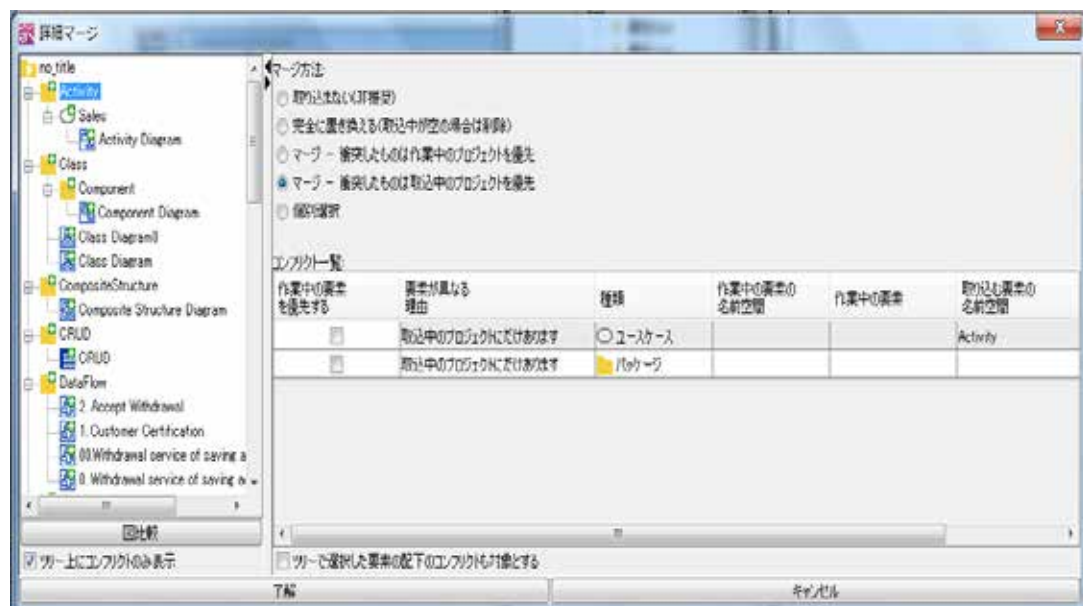 詳細マージ
no_title
Activity
Sales
Activity Diagram
Class
Component
Component Diagram
Class Diagram0
Class Diagram
CompositeStructure
Composite Structure Diagram
CRUD
CRUD
DataFlow
2. Accept Withdrawal
1. Customer Certification
00.Withdrawal service of saving a
0. Withdrawal service of saving a
図比較
ツリー上にコンフリクトのみ表示
マージ方法:
取り込まない(JT推奨)
完全に置き換える(取込中が空の場合は削除)
マージ - 衝突したものは作業中のプロジェクトを優先
マージ - 衝突したものは取込中のプロジェクトを優先
個別選択
コンフリクト一覧:
作業中の要素を優先する 要素が異なる理由 種類 作業中の要素の名前空間 作業中の要素 取り込む要素の名前空間
取込中のプロジェクトにだけあります ユースケース Activity
取込中のプロジェクトにだけあります パッケージ
ツリーで選択した要素の配下のコンフリクトも対象とする
了解 キャンセル